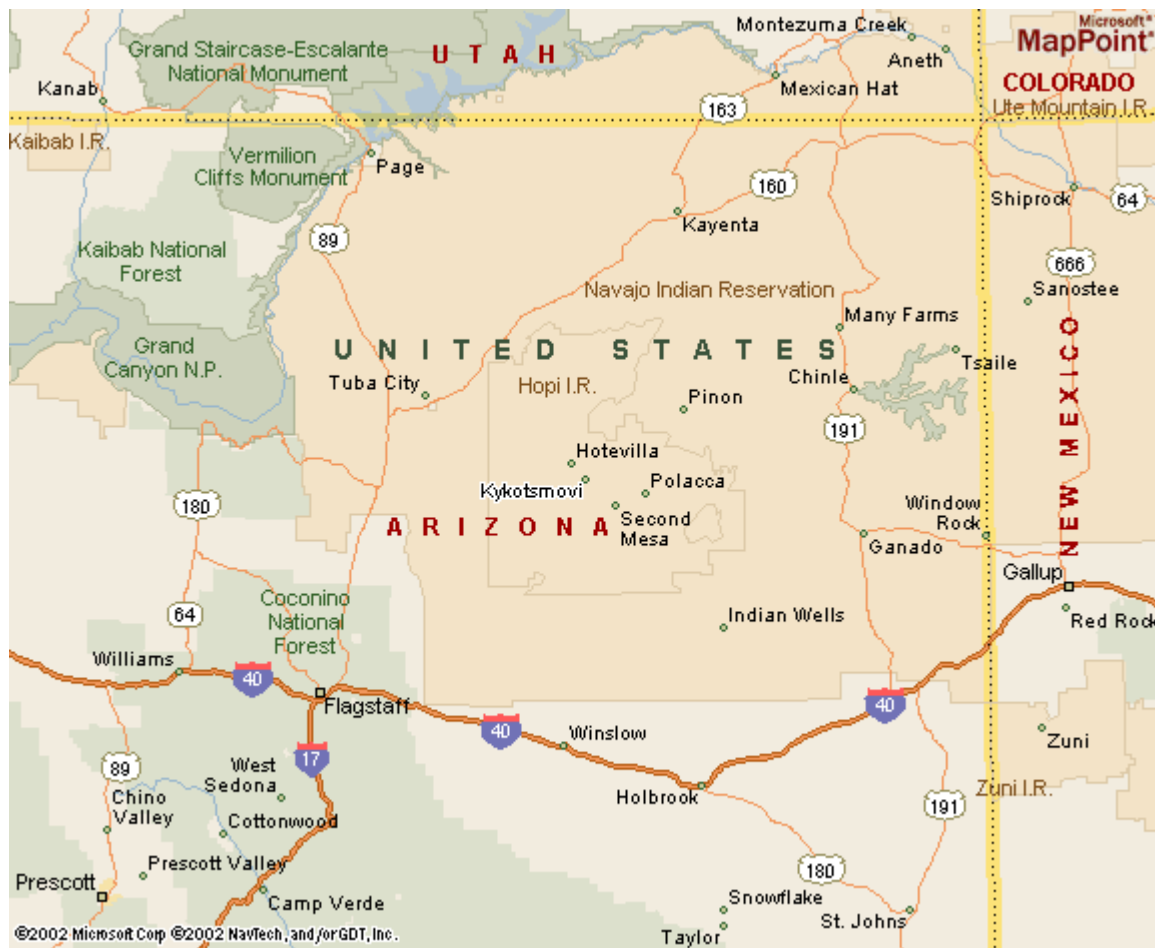 Grand Staircase-Escalante
National Monument
U T A H
Montezuma Creek
Microsoft®
MapPoint®
Aneth
Kanab
Mexican Hat
COLORADO
Ute Mountain I.R.
163
Kaibab I.R.
Vermilion
Cliffs Monument
Page
160
Shiprock
64
Kayenta
89
Kaibab National
Forest
666
Navajo Indian Reservation
Sanostee
Many Farms
Grand
Canyon N.P.
U N I T E D S T A T E S
Tsaile
Tuba City
Hopi I.R.
Chinle
Pinon
NEW MEXICO
191
Hotevilla
Kykotsmovi
Polacca
180
Second
Mesa
A R I Z O N A
Window
Rock
Ganado
Gallup
Coconino
National
Forest
64
Indian Wells
Red Rock
Williams
40
Flagstaff
40
40
Winslow
Zuni
17
West
Sedona
89
Holbrook
Zuni I.R.
Chino
Valley
Cottonwood
191
Prescott Valley
180
Prescott
Camp Verde
Snowflake
St. Johns
Taylor
©2002 Microsoft Corp ©2002 NavTech, and/or GDT, Inc.